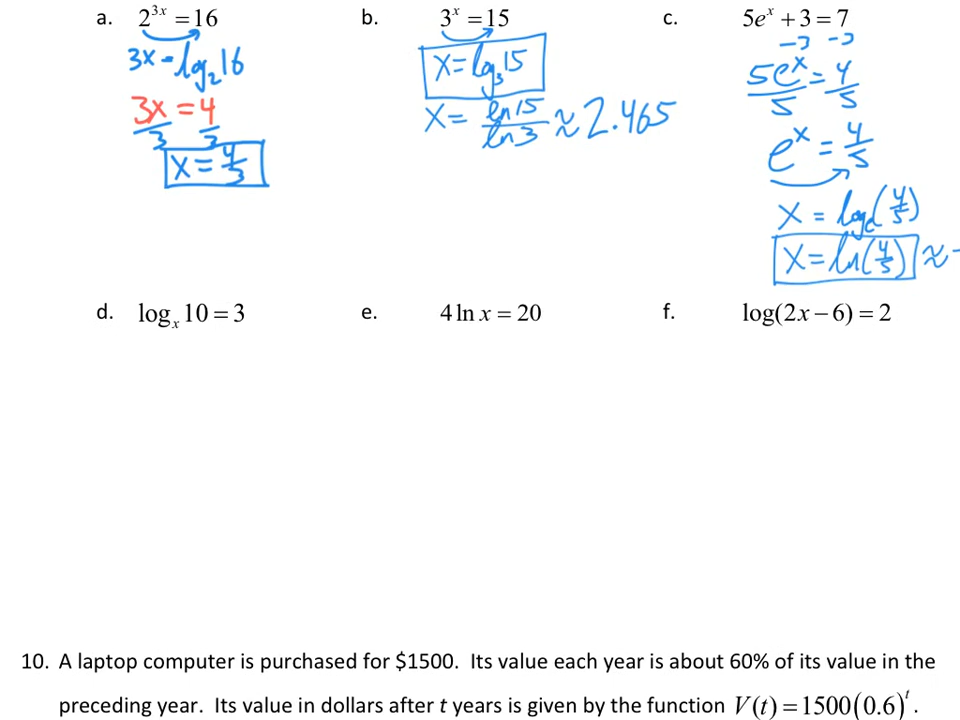 a. 2^{3x} = 16
3x = log_2 16
3x = 4
3 3
x = 4/3
b. 3^x = 15
x = log_3 15
x = ln 15 / ln 3 ≈ 2.465
c. 5e^x + 3 = 7
-3 -3
5e^x = 4
5 5
e^x = 4/5
x = log_e(4/5)
x = ln(4/5) ≈ -
d. log_x 10 = 3
e. 4 ln x = 20
f. log(2x − 6) = 2
10. A laptop computer is purchased for $1500. Its value each year is about 60% of its value in the
preceding year. Its value in dollars after t years is given by the function V(t) = 1500(0.6)^t.